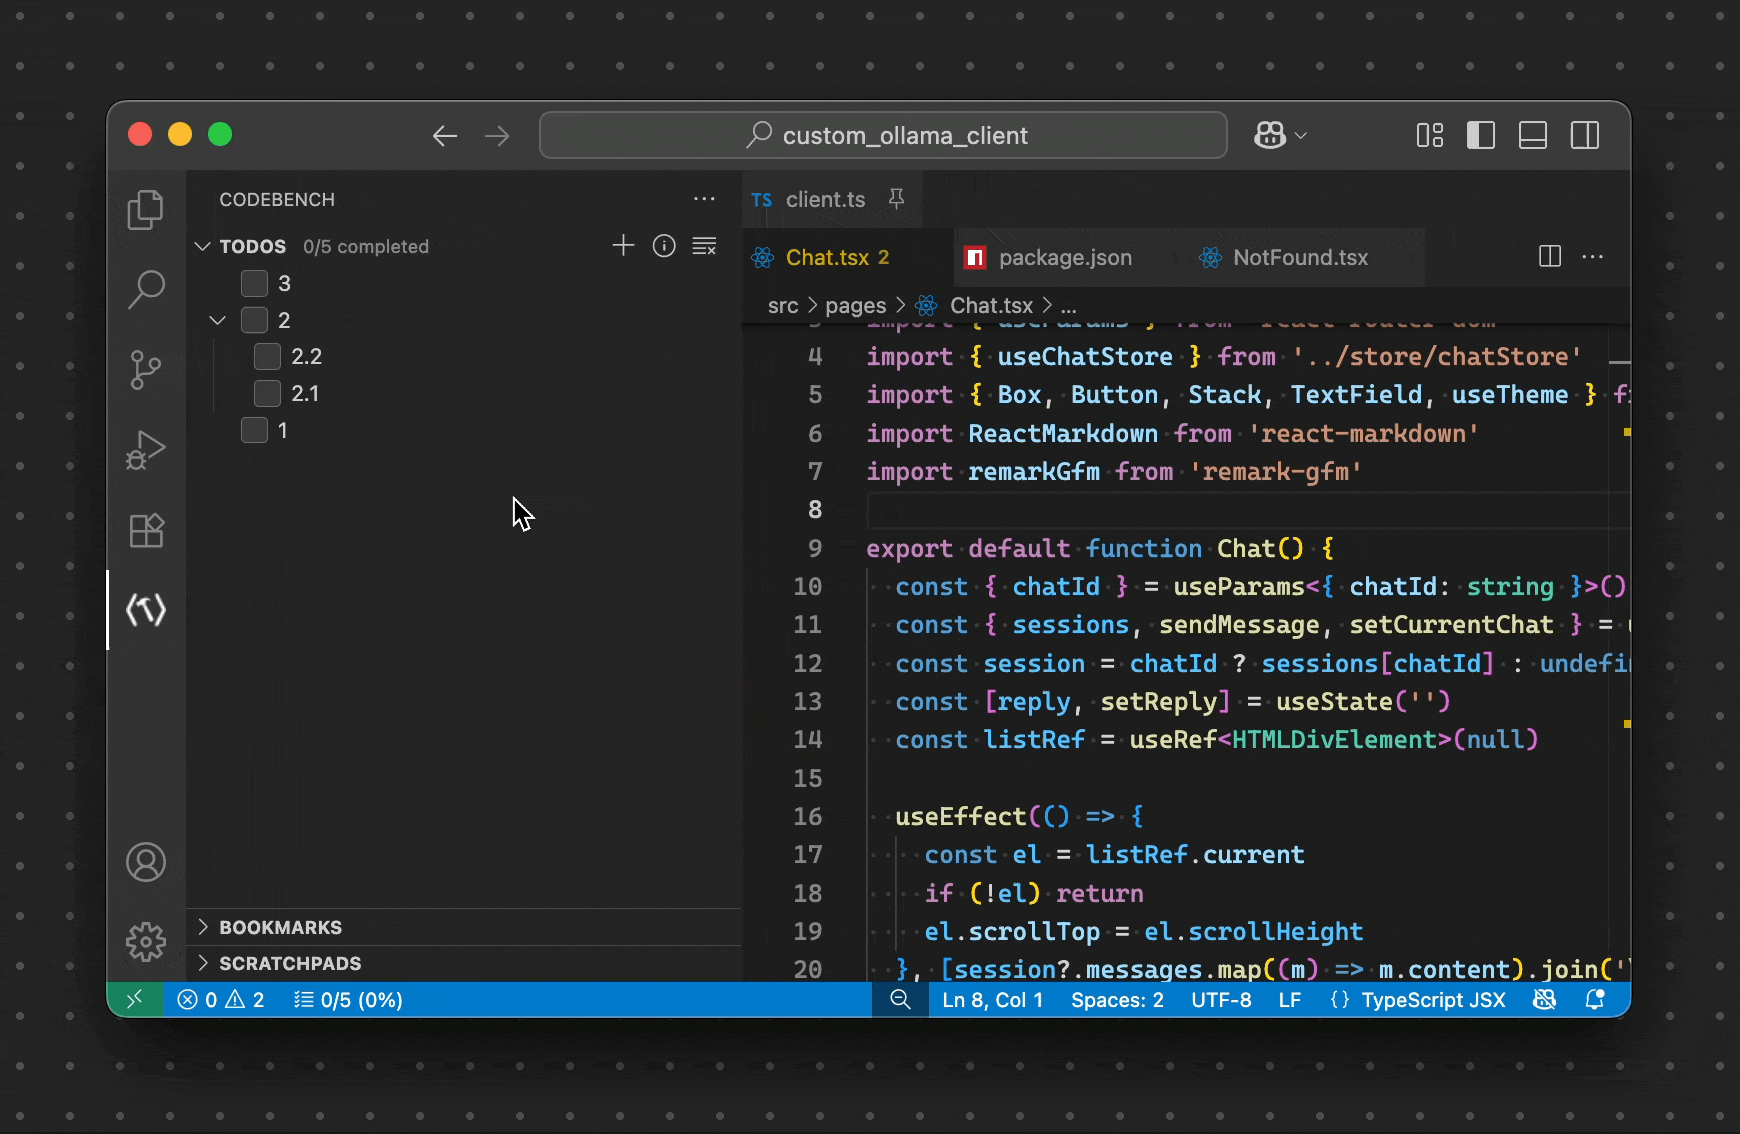 custom_ollama_client
CODEBENCH
TODOS 0/5 completed
3
2
2.2
2.1
1
BOOKMARKS
SCRATCHPADS
TS client.ts
Chat.tsx 2
package.json
NotFound.tsx
src > pages > Chat.tsx > ...
4 import { useChatStore } from '../store/chatStore'
5 import { Box, Button, Stack, TextField, useTheme }
6 import ReactMarkdown from 'react-markdown'
7 import remarkGfm from 'remark-gfm'
8
9 export default function Chat() {
10 const { chatId } = useParams<{ chatId: string }>()
11 const { sessions, sendMessage, setCurrentChat } =
12 const session = chatId ? sessions[chatId] : undefi
13 const [reply, setReply] = useState('')
14 const listRef = useRef<HTMLDivElement>(null)
15
16 useEffect(() => {
17 const el = listRef.current
18 if (!el) return
19 el.scrollTop = el.scrollHeight
20 }, [session?.messages.map((m) => m.content).join('
0 2 0/5 (0%) Ln 8, Col 1 Spaces: 2 UTF-8 LF {} TypeScript JSX